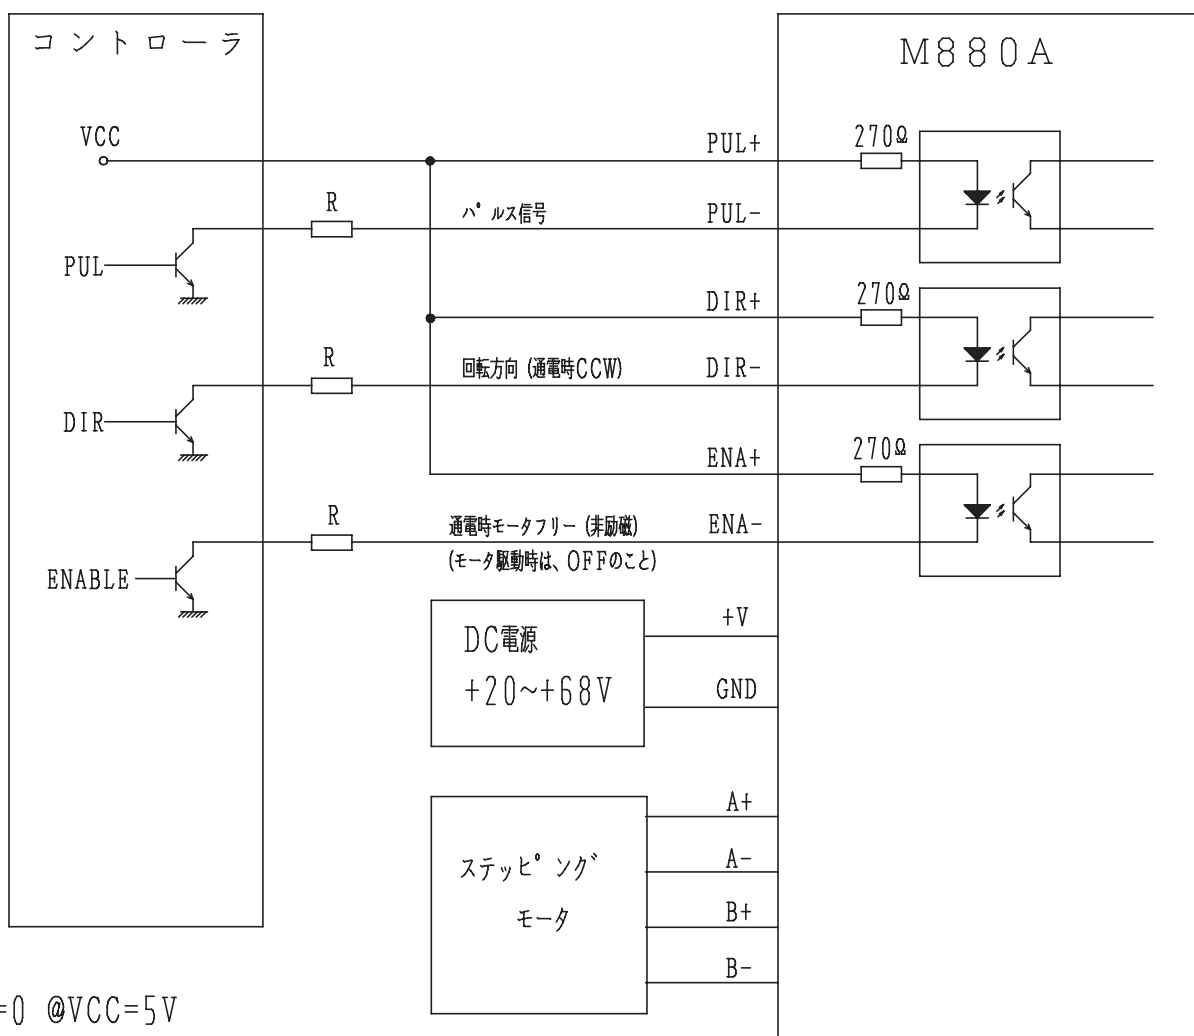 コントローラ
M880A
VCC
PUL+
270Ω
R
パルス信号
PUL-
PUL
DIR+
270Ω
R
回転方向 (通電時CCW)
DIR-
DIR
ENA+
270Ω
R
通電時モータフリー (非励磁)
ENA-
(モータ駆動時は、OFFのこと)
ENABLE
DC電源
+20~+68V
+V
GND
A+
ステッピング
モータ
A-
B+
B-
=0 @VCC=5V